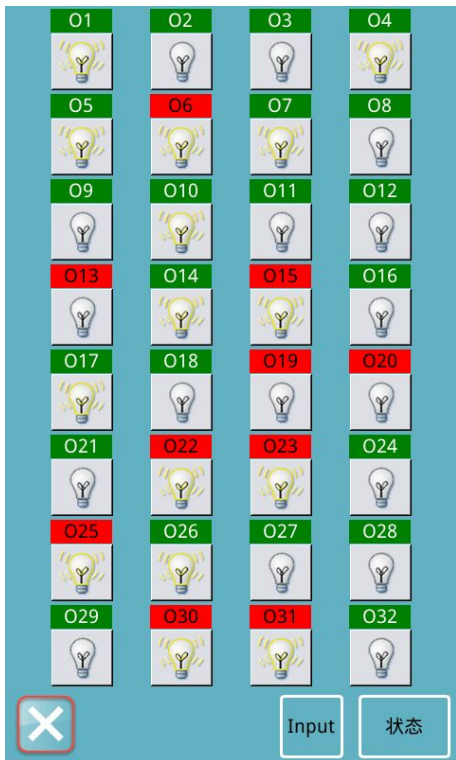 O1 O2 O3 O4
O5 O6 O7 O8
O9 O10 O11 O12
O13 O14 O15 O16
O17 O18 O19 O20
O21 O22 O23 O24
O25 O26 O27 O28
O29 O30 O31 O32
Input 状态